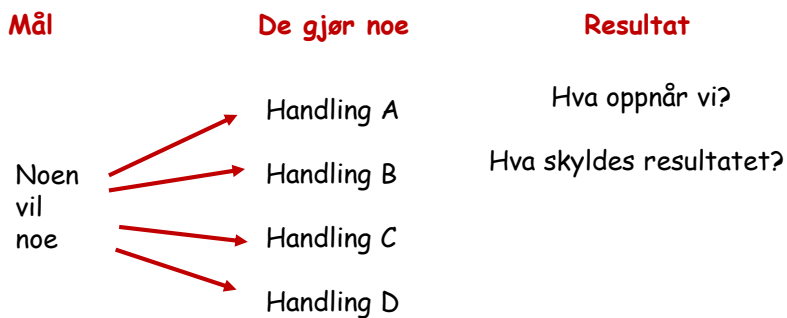 Mål
De gjør noe
Resultat
Noen
vil
noe
Handling A
Handling B
Handling C
Handling D
Hva oppnår vi?
Hva skyldes resultatet?